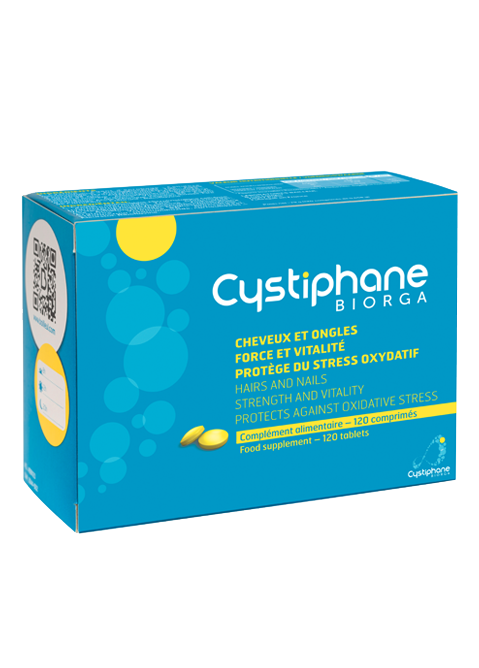 Cystiphane
BIORGA
CHEVEUX ET ONGLES
FORCE ET VITALITÉ
PROTÈGE DU STRESS OXYDATIF
HAIRS AND NAILS
STRENGTH AND VITALITY
PROTECTS AGAINST OXIDATIVE STRESS
Complément alimentaire – 120 comprimés
Food supplement – 120 tablets
Cystiphane
BIORGA